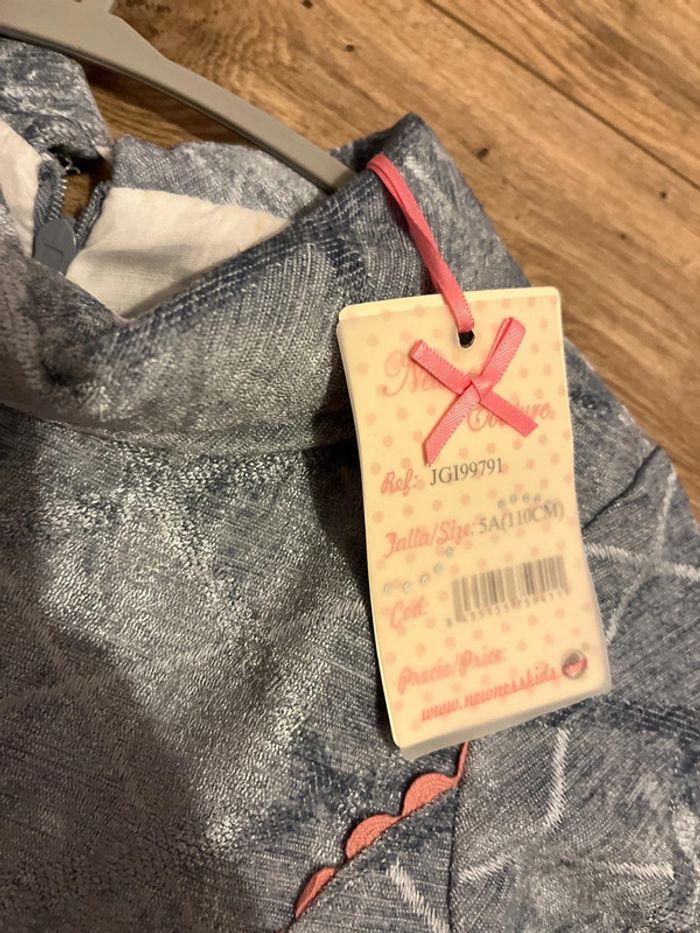 Couture
Ref: JGI99791
Talla/Size: 5A(110CM)
Cod:
Precio/Price:
www.newnesskids.com